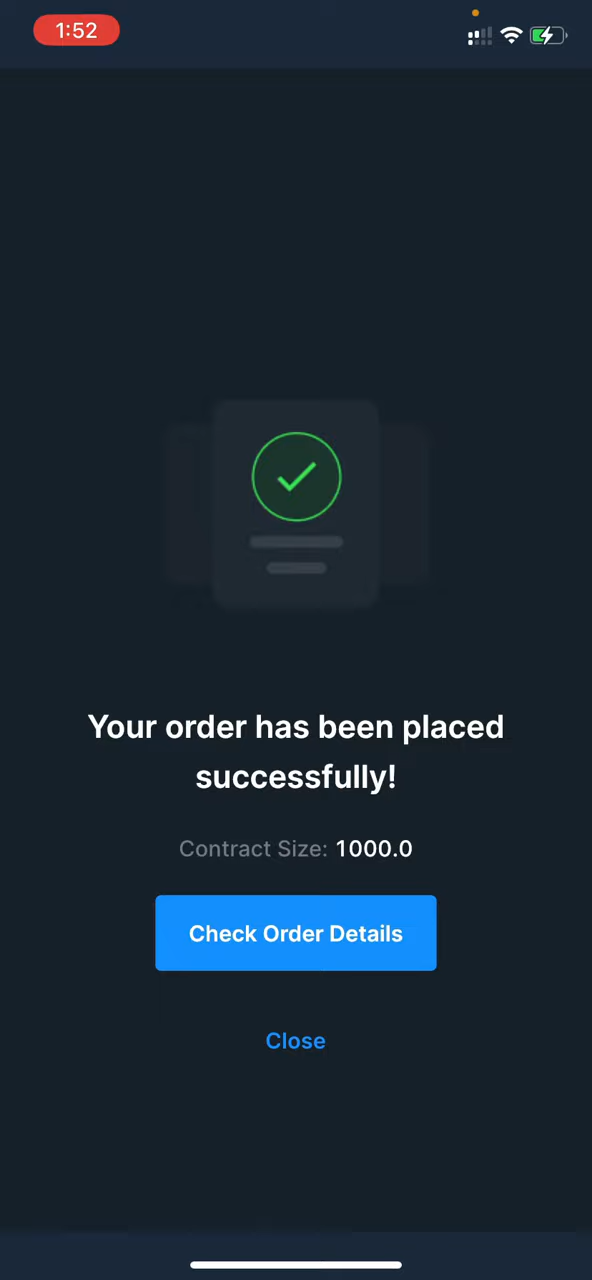 1:52
Your order has been placed
successfully!
Contract Size: 1000.0
Check Order Details
Close